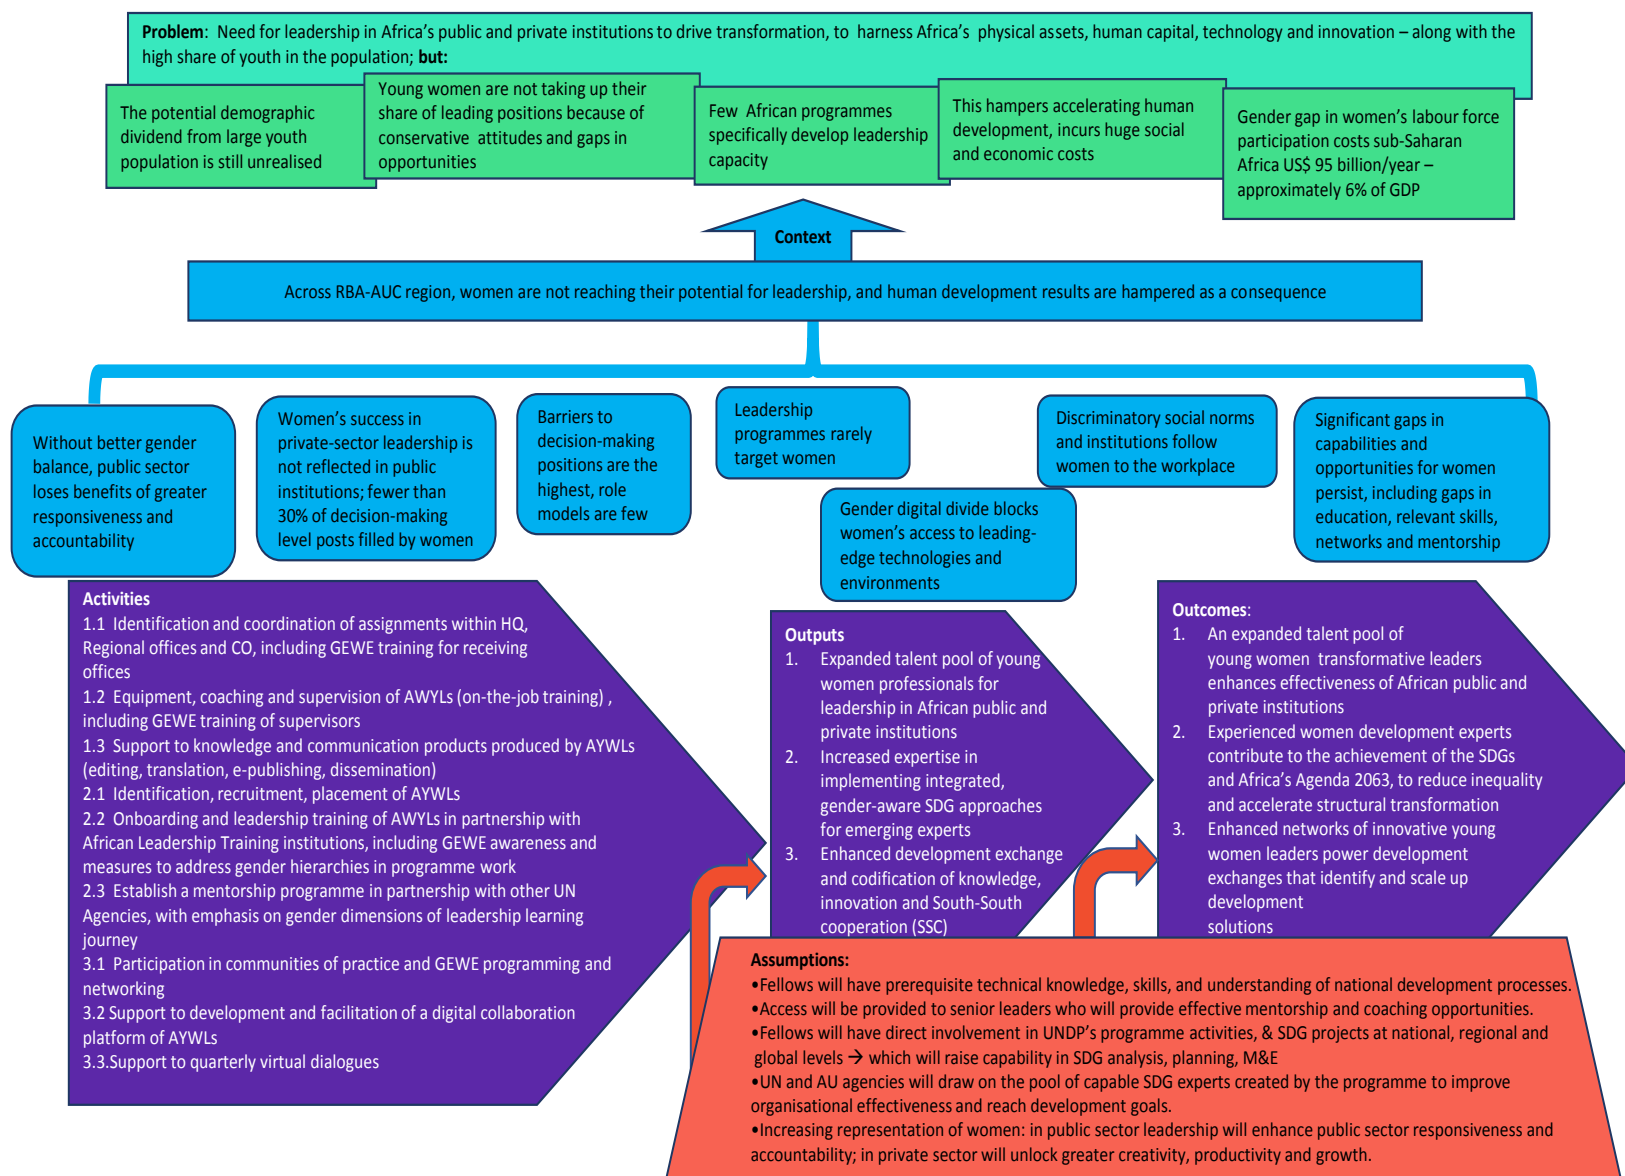 Problem: Need for leadership in Africa's public and private institutions to drive transformation, to harness Africa's physical assets, human capital, technology and innovation – along with the
high share of youth in the population; but:
The potential demographic
dividend from large youth
population is still unrealised
Young women are not taking up their
share of leading positions because of
conservative attitudes and gaps in
opportunities
Few African programmes
specifically develop leadership
capacity
This hampers accelerating human
development, incurs huge social
and economic costs
Gender gap in women's labour force
participation costs sub-Saharan
Africa US$ 95 billion/year –
approximately 6% of GDP
Context
Across RBA-AUC region, women are not reaching their potential for leadership, and human development results are hampered as a consequence
Without better gender
balance, public sector
loses benefits of greater
responsiveness and
accountability
Women's success in
private-sector leadership is
not reflected in public
institutions; fewer than
30% of decision-making
level posts filled by women
Barriers to
decision-making
positions are the
highest, role
models are few
Leadership
programmes rarely
target women
Gender digital divide blocks
women's access to leading-
edge technologies and
environments
Discriminatory social norms
and institutions follow
women to the workplace
Significant gaps in
capabilities and
opportunities for women
persist, including gaps in
education, relevant skills,
networks and mentorship
Activities
1.1 Identification and coordination of assignments within HQ,
Regional offices and CO, including GEWE training for receiving
offices
1.2 Equipment, coaching and supervision of AWYLs (on-the-job training) ,
including GEWE training of supervisors
1.3 Support to knowledge and communication products produced by AYWLs
(editing, translation, e-publishing, dissemination)
2.1 Identification, recruitment, placement of AYWLs
2.2 Onboarding and leadership training of AWYLs in partnership with
African Leadership Training institutions, including GEWE awareness and
measures to address gender hierarchies in programme work
2.3 Establish a mentorship programme in partnership with other UN
Agencies, with emphasis on gender dimensions of leadership learning
journey
3.1 Participation in communities of practice and GEWE programming and
networking
3.2 Support to development and facilitation of a digital collaboration
platform of AYWLs
3.3.Support to quarterly virtual dialogues
Outputs
1. Expanded talent pool of young
women professionals for
leadership in African public and
private institutions
2. Increased expertise in
implementing integrated,
gender-aware SDG approaches
for emerging experts
3. Enhanced development exchange
and codification of knowledge,
innovation and South-South
cooperation (SSC)
Outcomes:
1. An expanded talent pool of
young women transformative leaders
enhances effectiveness of African public and
private institutions
2. Experienced women development experts
contribute to the achievement of the SDGs
and Africa's Agenda 2063, to reduce inequality
and accelerate structural transformation
3. Enhanced networks of innovative young
women leaders power development
exchanges that identify and scale up
development
solutions
Assumptions:
•Fellows will have prerequisite technical knowledge, skills, and understanding of national development processes.
•Access will be provided to senior leaders who will provide effective mentorship and coaching opportunities.
•Fellows will have direct involvement in UNDP's programme activities, & SDG projects at national, regional and
global levels → which will raise capability in SDG analysis, planning, M&E
•UN and AU agencies will draw on the pool of capable SDG experts created by the programme to improve
organisational effectiveness and reach development goals.
•Increasing representation of women: in public sector leadership will enhance public sector responsiveness and
accountability; in private sector will unlock greater creativity, productivity and growth.